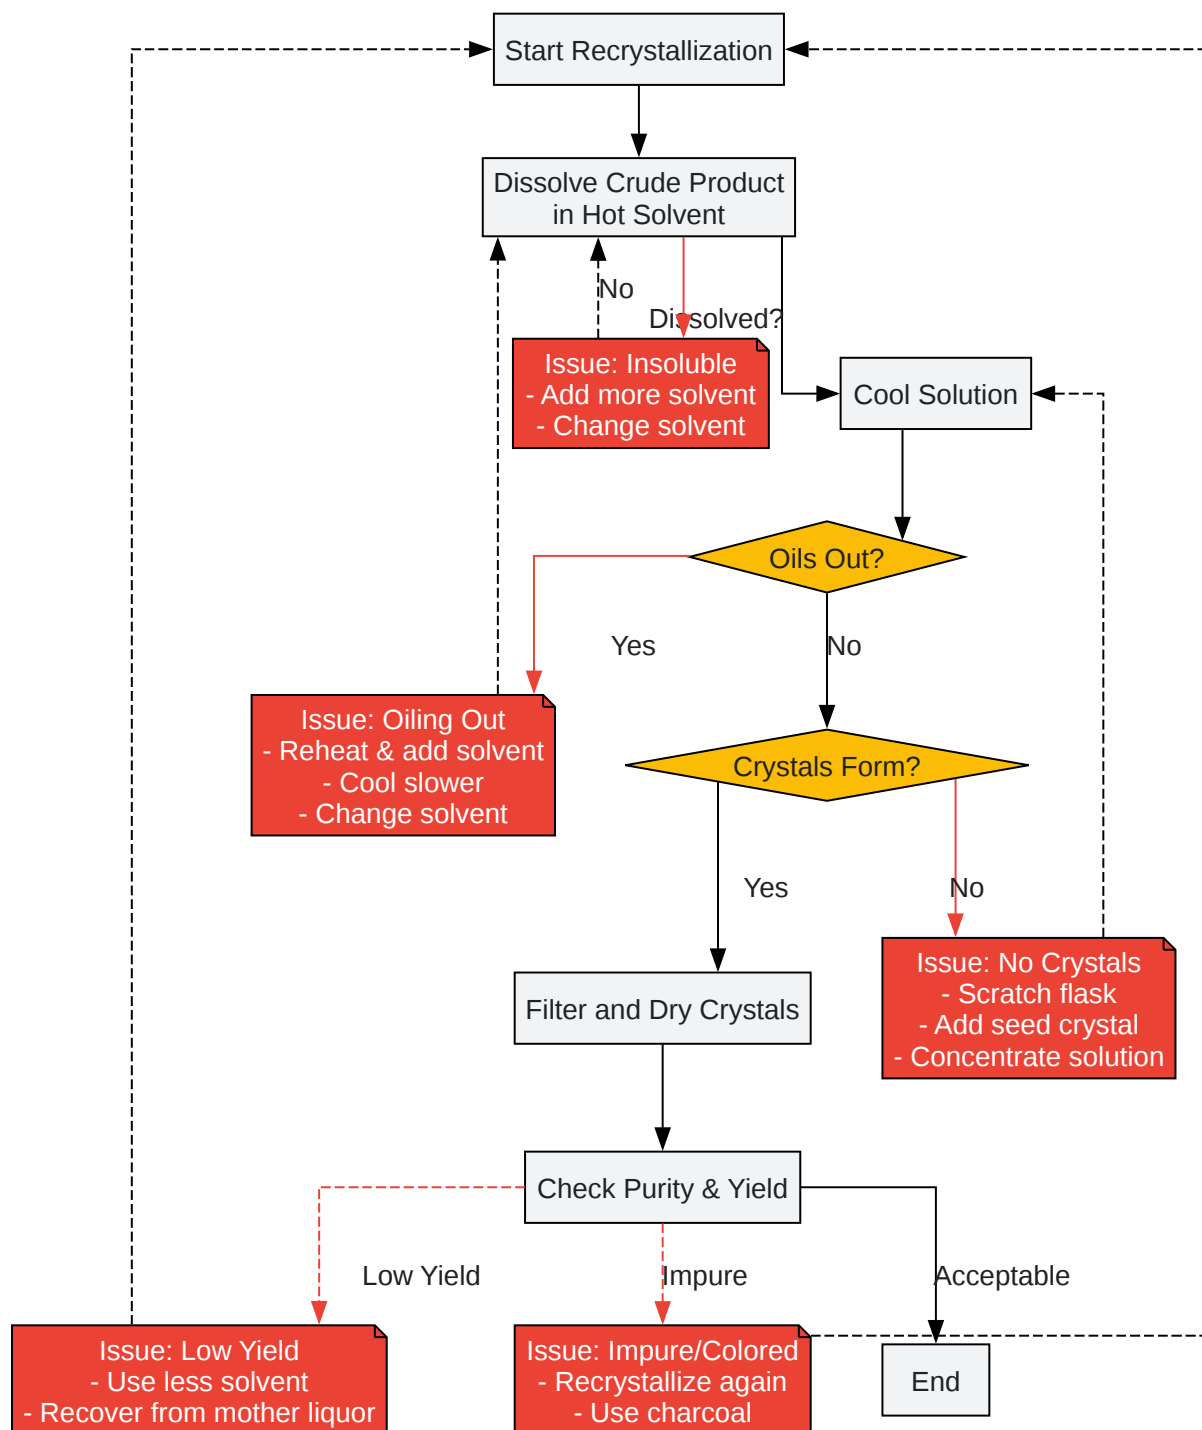 Start Recrystallization
Dissolve Crude Product
in Hot Solvent
No
Dissolved?
Issue: Insoluble
- Add more solvent
- Change solvent
Cool Solution
Oils Out?
Yes
No
Issue: Oiling Out
- Reheat & add solvent
- Cool slower
- Change solvent
Crystals Form?
Yes
No
Issue: No Crystals
- Scratch flask
- Add seed crystal
- Concentrate solution
Filter and Dry Crystals
Check Purity & Yield
Low Yield
Impure
Acceptable
Issue: Low Yield
- Use less solvent
- Recover from mother liquor
Issue: Impure/Colored
- Recrystallize again
- Use charcoal
End